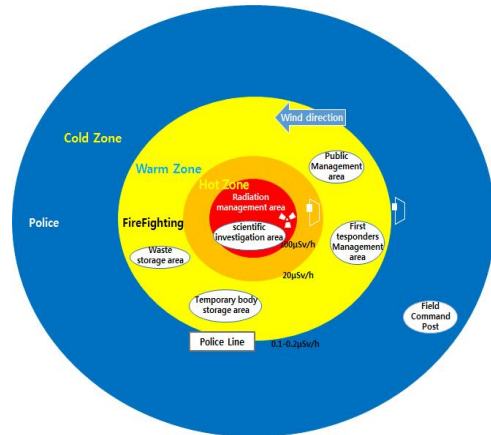 Wind direction
Cold Zone
Public
Management
area
Warm Zone
Hot Zone
Radiation
management area
Police
FireFighting
scientific
investigation area
First
tesponders
Management
area
100μSv/h
Waste
storage area
20μSv/h
Temporary body
storage area
Field
Command
Post
Police Line
0.1-0.2μSv/h